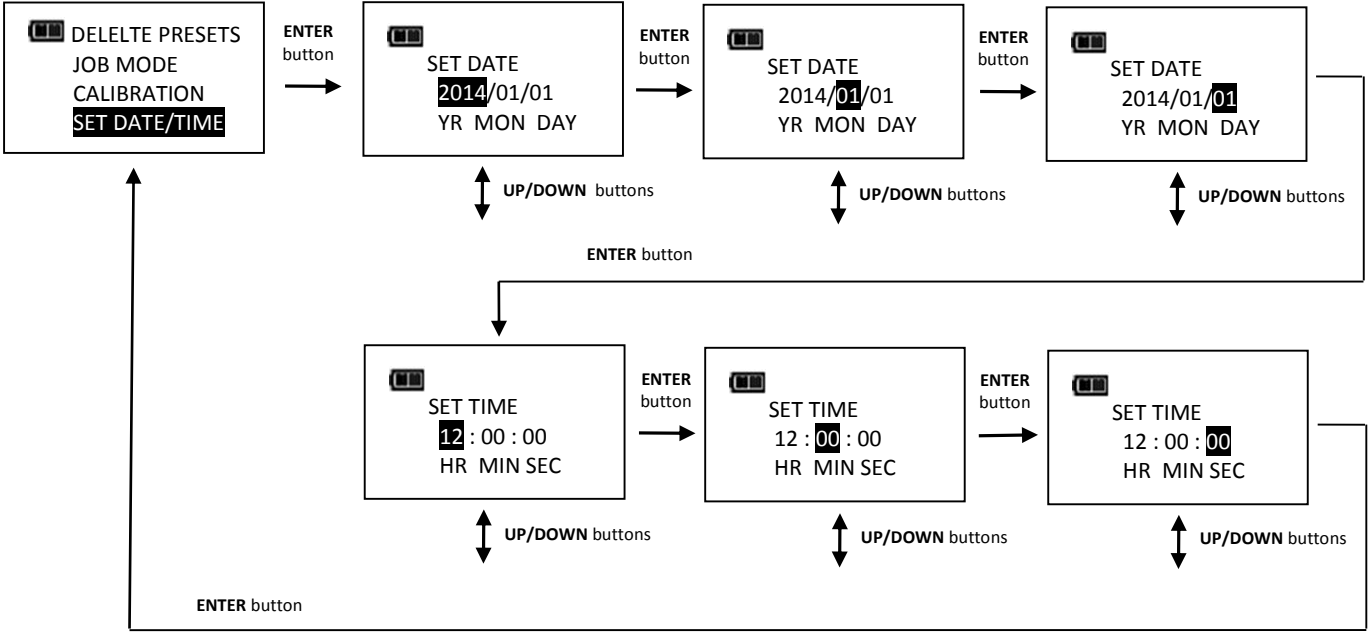 DELELTE PRESETS
JOB MODE
CALIBRATION
SET DATE/TIME
ENTER
button
SET DATE
2014/01/01
YR MON DAY
UP/DOWN buttons
ENTER
button
SET DATE
2014/01/01
YR MON DAY
UP/DOWN buttons
ENTER
button
SET DATE
2014/01/01
YR MON DAY
UP/DOWN buttons
ENTER button
SET TIME
12 : 00 : 00
HR MIN SEC
UP/DOWN buttons
ENTER
button
SET TIME
12 : 00 : 00
HR MIN SEC
UP/DOWN buttons
ENTER
button
SET TIME
12 : 00 : 00
HR MIN SEC
UP/DOWN buttons
ENTER button